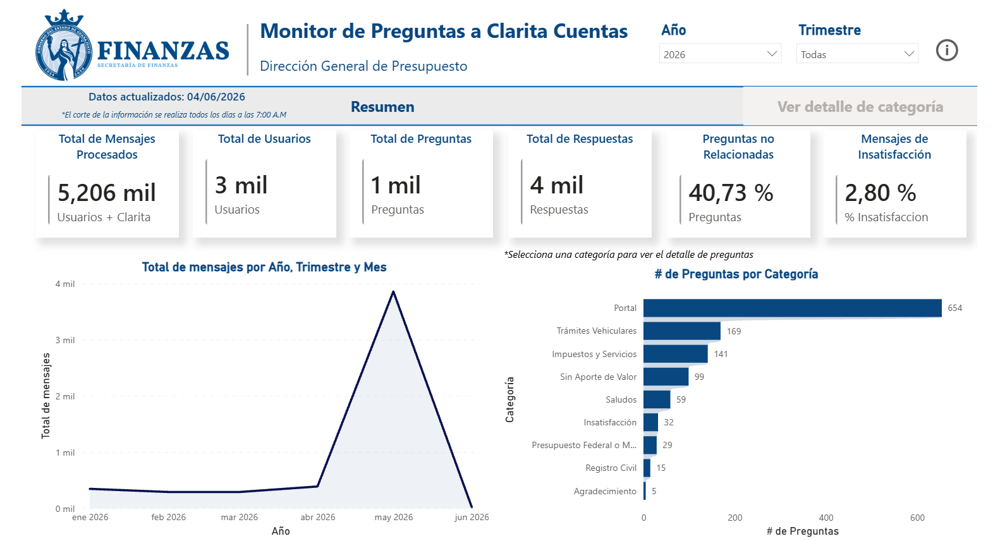 GOBIERNO DEL ESTADO DE GUANAJUATO
FINANZAS
SECRETARÍA DE FINANZAS
Monitor de Preguntas a Clarita Cuentas
Dirección General de Presupuesto
Año
2026
Trimestre
Todas
Datos actualizados: 04/06/2026
*El corte de la información se realiza todos los días a las 7:00 A.M
Resumen
Ver detalle de categoría
Total de Mensajes
Procesados
5,206 mil
Usuarios + Clarita
Total de Usuarios
3 mil
Usuarios
Total de Preguntas
1 mil
Preguntas
Total de Respuestas
4 mil
Respuestas
Preguntas no
Relacionadas
40,73 %
Preguntas
Mensajes de
Insatisfacción
2,80 %
% Insatisfaccion
Total de mensajes por Año, Trimestre y Mes
Total de mensajes
4 mil
3 mil
2 mil
1 mil
0 mil
ene 2026
feb 2026
mar 2026
abr 2026
may 2026
jun 2026
Año
*Selecciona una categoría para ver el detalle de preguntas
# de Preguntas por Categoría
Categoría
Portal 654
Trámites Vehiculares 169
Impuestos y Servicios 141
Sin Aporte de Valor 99
Saludos 59
Insatisfacción 32
Presupuesto Federal o M... 29
Registro Civil 15
Agradecimiento 5
0 200 400 600
# de Preguntas